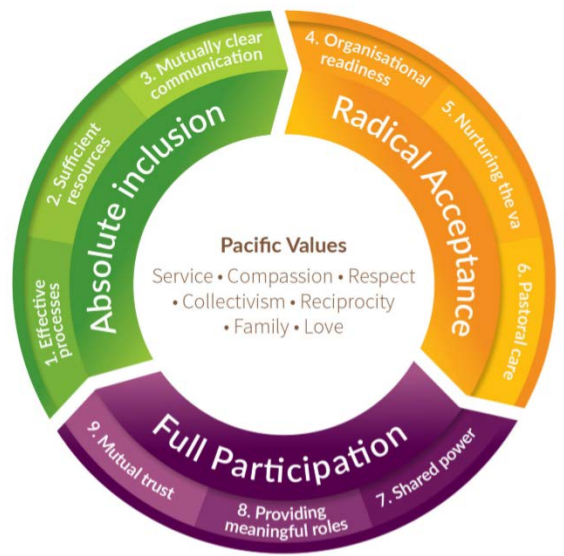 Absolute inclusion
1. Effective
processes
2. Sufficient
resources
3. Mutually clear
communication
Radical Acceptance
4. Organisational
readiness
5. Nurturing the va
6. Pastoral care
Full Participation
7. Shared power
8. Providing
meaningful roles
9. Mutual trust
Pacific Values
Service • Compassion • Respect
• Collectivism • Reciprocity
• Family • Love